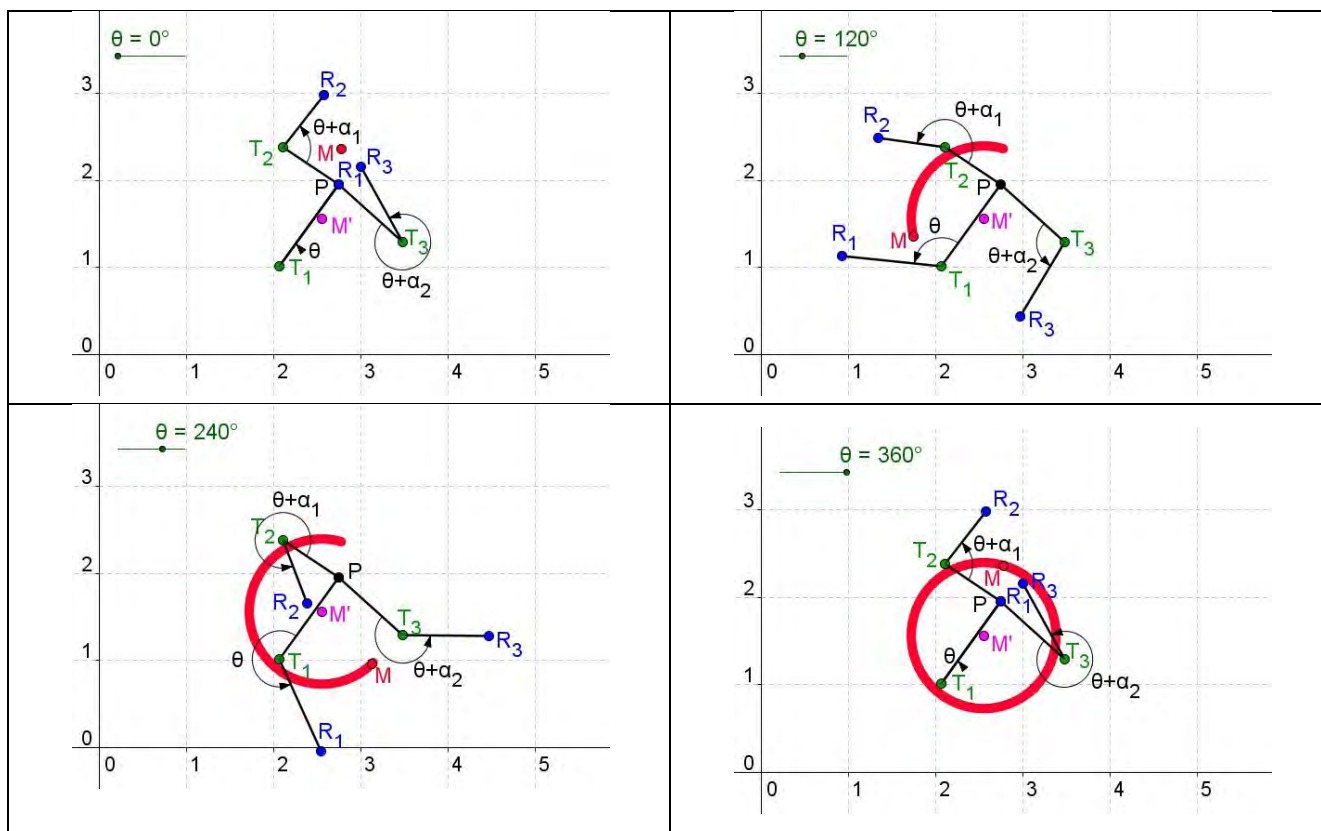 θ = 0°
3
R₂
θ+α₁
T₂
M
R₃
R₁
2
P
M'
θ
T₃
1
T₁
θ+α₂
0
0 1 2 3 4 5
θ = 120°
3
R₂
θ+α₁
T₂
2
P
M'
R₁
θ
M
T₃
θ+α₂
1
T₁
R₃
0
0 1 2 3 4 5
θ = 240°
3
θ+α₁
T₂
2
P
R₂
M'
T₃
R₃
θ
T₁
M
θ+α₂
1
R₁
0
0 1 2 3 4 5
θ = 360°
3
R₂
T₂
θ+α₁
M
R₃
2
P
R₁
M'
θ
T₃
1
T₁
θ+α₂
0
0 1 2 3 4 5